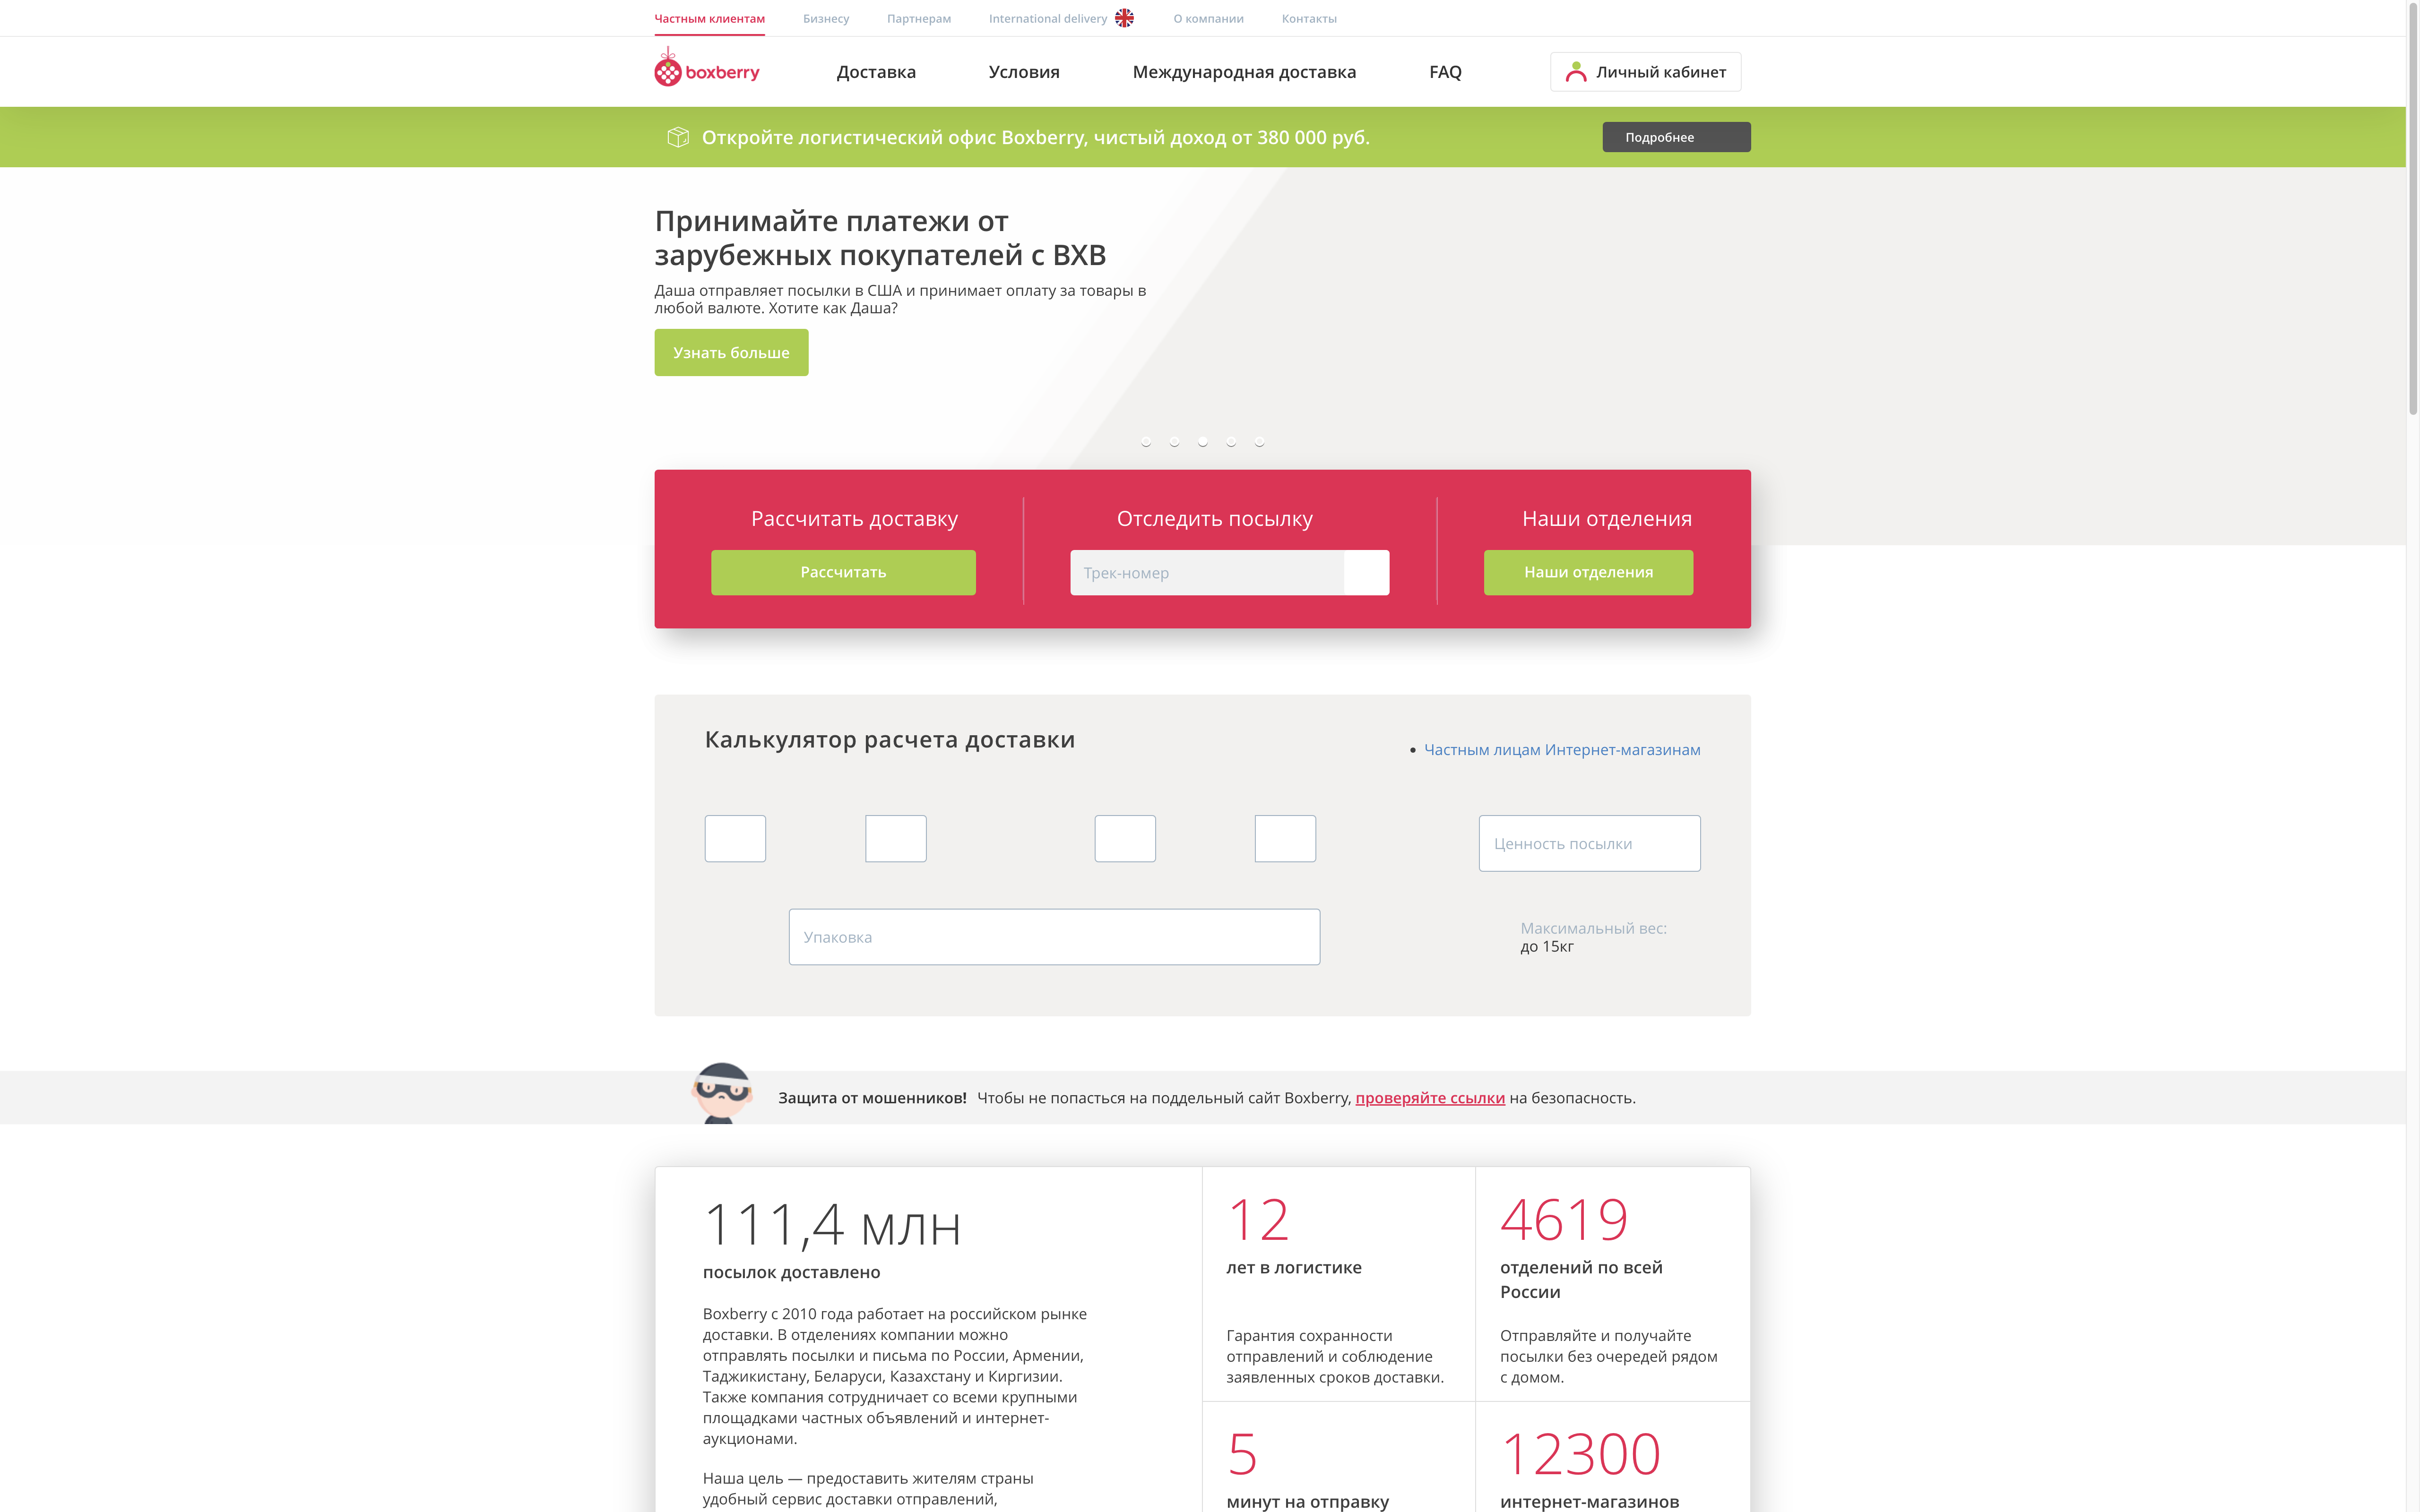 Частным клиентам
Бизнесу
Партнерам
International delivery
О компании
Контакты
boxberry
Доставка
Условия
Международная доставка
FAQ
Личный кабинет
Откройте логистический офис Boxberry, чистый доход от 380 000 руб.
Подробнее
Принимайте платежи от
зарубежных покупателей с BXB
Даша отправляет посылки в США и принимает оплату за товары в
любой валюте. Хотите как Даша?
Узнать больше
Рассчитать доставку
Рассчитать
Отследить посылку
Трек-номер
Наши отделения
Наши отделения
Калькулятор расчета доставки
Частным лицам Интернет-магазинам
Ценность посылки
Упаковка
Максимальный вес:
до 15кг
Защита от мошенников! Чтобы не попасться на поддельный сайт Boxberry, проверяйте ссылки на безопасность.
111,4 млн
посылок доставлено
Boxberry с 2010 года работает на российском рынке
доставки. В отделениях компании можно
отправлять посылки и письма по России, Армении,
Таджикистану, Беларуси, Казахстану и Киргизии.
Также компания сотрудничает со всеми крупными
площадками частных объявлений и интернет-
аукционами.
Наша цель — предоставить жителям страны
удобный сервис доставки отправлений,
12
лет в логистике
Гарантия сохранности
отправлений и соблюдение
заявленных сроков доставки.
4619
отделений по всей
России
Отправляйте и получайте
посылки без очередей рядом
с домом.
5
минут на отправку
12300
интернет-магазинов